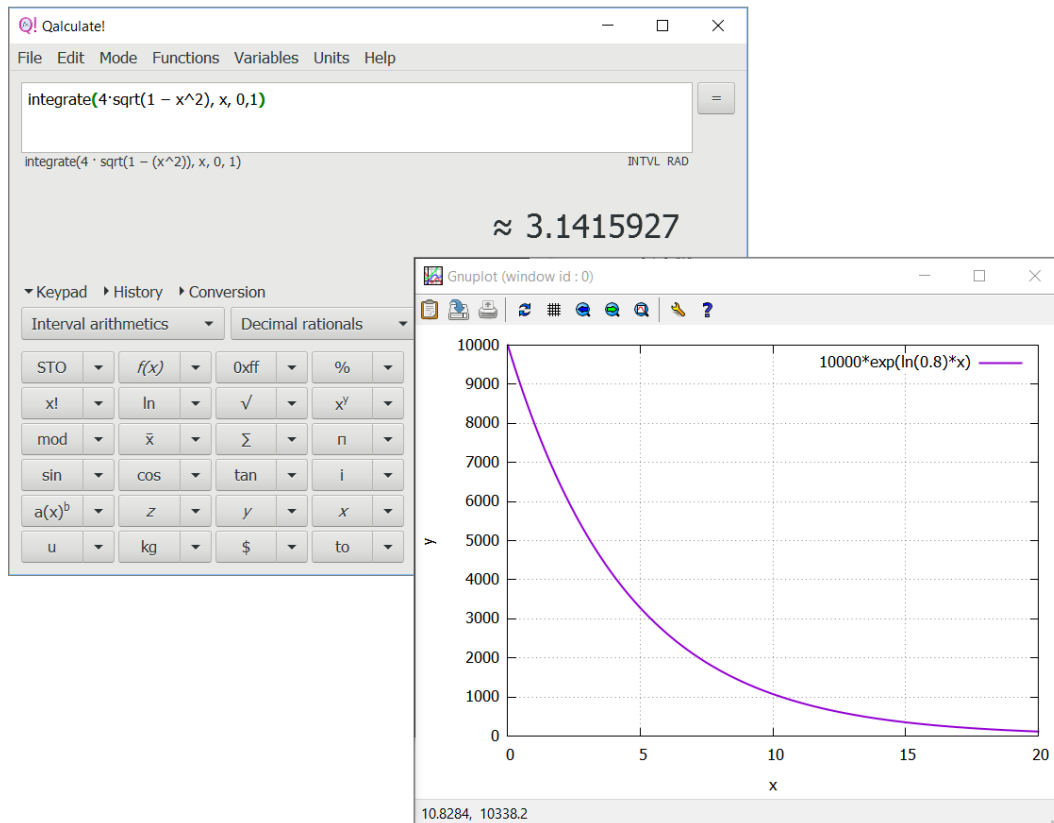 Qalculate!
File Edit Mode Functions Variables Units Help
integrate(4·sqrt(1 − x^2), x, 0,1)
=
integrate(4 · sqrt(1 − (x^2)), x, 0, 1)
INTVL RAD
≈ 3.1415927
Keypad History Conversion
Interval arithmetics Decimal rationals
STO f(x) 0xff %
x! ln √ x^y
mod x̄ Σ π
sin cos tan i
a(x)^b z y x
u kg $ to
Gnuplot (window id : 0)
10000*exp(ln(0.8)*x)
10000
9000
8000
7000
6000
5000
4000
3000
2000
1000
0
y
0 5 10 15 20
x
10.8284, 10338.2